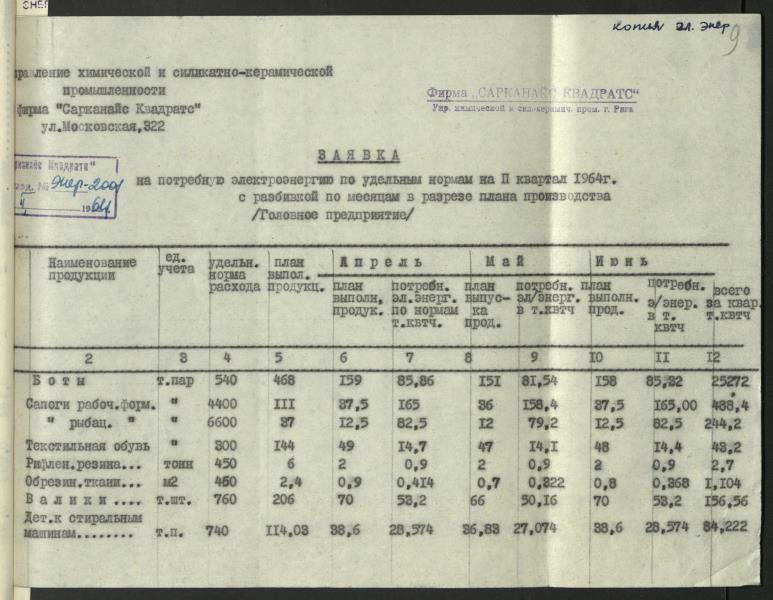 копия эл. энер
9
равление химической и силикатно-керамической
промышленности
фирма "Сарканайс Квадратс"
ул.Московская,322
Фирма „САРКАНАЙС КВАДРАТС"
Упр. химической и сил-керамич. пром. г. Рига
ЗАЯВКА
на потребную электроэнергию по удельным нормам на П квартал 1964г.
с разбивкой по месяцам в разрезе плана производства
/Головное предприятие/
Квадратс"
№ Энер-2001
1964
Наименование продукции ед. учета удельн. норма расхода план выпол. продукц. Апрель Май Июнь
план выполн, продук. потребн. эл.энерг. по нормам т.квтч. план выпус- ка прод. потребн. эл/энерг. в т.квтч план выполн. прод. потребн. э/энер. в т. квтч всего за квар. т.квтч
2 3 4 5 6 7 8 9 10 11 12
Боты т.пар 540 468 159 85,86 151 81,54 158 85,32 25272
Сапоги рабоч.форм. " 4400 111 37,5 165 36 158,4 37,5 165,00 488,4
" рыбац. " " 6600 37 12,5 82,5 12 79,2 12,5 82,5 244,2
Текстильная обувь " 300 144 49 14,7 47 14,1 48 14,4 43,2
Рифлен.резина... тонн 450 6 2 0,9 2 0,9 2 0,9 2,7
Обрезин.ткани... м2 460 2,4 0,9 0,414 0,7 0,322 0,8 0,368 1,104
Валики.... т.шт. 760 206 70 53,2 66 50,16 70 53,2 156,56
Дет.к стиральным
машинам........ т.п. 740 114,03 38,6 28,574 36,83 27,074 38,6 28,574 84,222